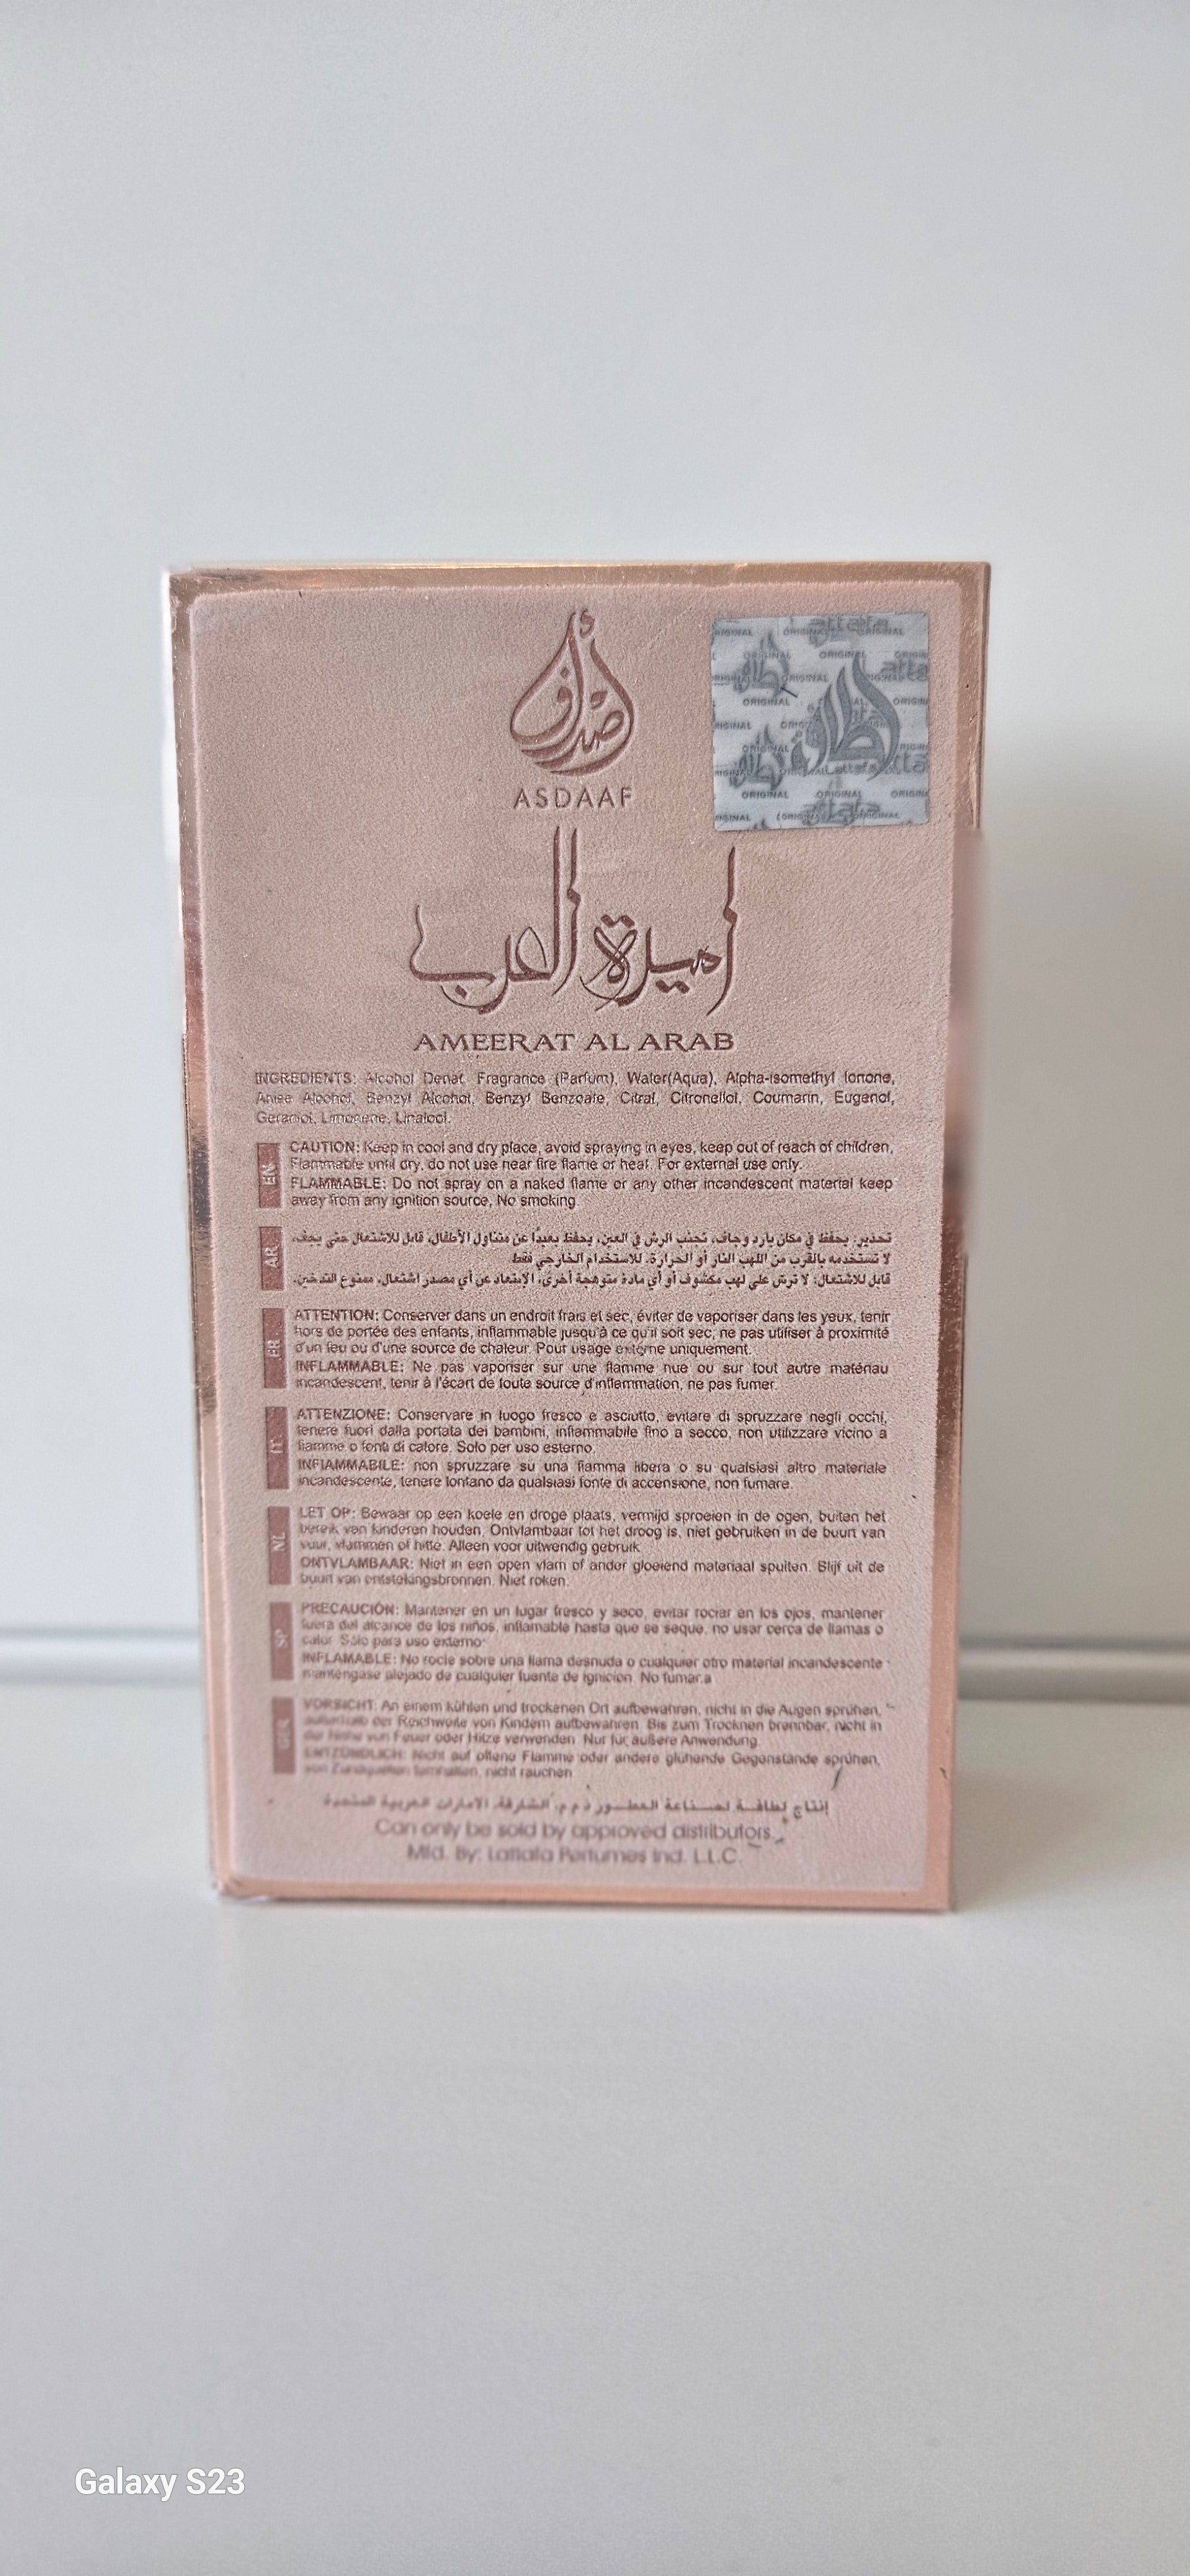 أصداف
ASDAAF
ORIGINAL
لطافة
Lattafa
أميرة العرب
AMEERAT AL ARAB
INGREDIENTS: Alcohol Denat. Fragrance (Parfum), Water(Aqua), Alpha-isomethyl Ionone,
Anise Alcohol, Benzyl Alcohol, Benzyl Benzoate, Citral, Citronellol, Coumarin, Eugenol,
Geraniol, Limonene, Linalool.
EN
CAUTION: Keep in cool and dry place, avoid spraying in eyes, keep out of reach of children,
Flammable until dry, do not use near fire flame or heat. For external use only.
FLAMMABLE: Do not spray on a naked flame or any other incandescent material keep
away from any ignition source, No smoking.
AR
تحذير: يحفظ في مكان بارد وجاف، تجنب الرش في العين، يحفظ بعيدًا عن متناول الأطفال، قابل للاشتعال حتى يجف،
لا تستخدمه بالقرب من اللهب النار أو الحرارة. للاستخدام الخارجي فقط
قابل للاشتعال: لا ترش على لهب مكشوف أو أي مادة متوهجة أخرى، الإبتعاد عن أي مصدر اشتعال، ممنوع التدخين.
FR
ATTENTION: Conserver dans un endroit frais et sec, éviter de vaporiser dans les yeux, tenir
hors de portée des enfants, inflammable jusqu'à ce qu'il soit sec, ne pas utiliser à proximité
d'un feu ou d'une source de chaleur. Pour usage externe uniquement.
INFLAMMABLE: Ne pas vaporiser sur une flamme nue ou sur tout autre matériau
incandescent, tenir à l'écart de toute source d'inflammation, ne pas fumer.
IT
ATTENZIONE: Conservare in luogo fresco e asciutto, evitare di spruzzare negli occhi,
tenere fuori dalla portata dei bambini, infiammabile fino a secco, non utilizzare vicino a
fiamme o fonti di calore. Solo per uso esterno.
INFIAMMABILE: non spruzzare su una fiamma libera o su qualsiasi altro materiale
incandescente, tenere lontano da qualsiasi fonte di accensione, non fumare.
NL
LET OP: Bewaar op een koele en droge plaats, vermijd sproeien in de ogen, buiten het
bereik van kinderen houden, Ontvlambaar tot het droog is, niet gebruiken in de buurt van
vuur, vlammen of hitte. Alleen voor uitwendig gebruik.
ONTVLAMBAAR: Niet in een open vlam of ander gloeiend materiaal spuiten. Blijf uit de
buurt van ontstekingsbronnen. Niet roken.
SP
PRECAUCIÓN: Mantener en un lugar fresco y seco, evitar rociar en los ojos, mantener
fuera del alcance de los niños, inflamable hasta que se seque, no usar cerca de llamas o
calor. Sólo para uso externo
INFLAMABLE: No rocíe sobre una llama desnuda o cualquier otro material incandescente
manténgase alejado de cualquier fuente de ignición. No fumar.a
VORSICHT: An einem kühlen und trockenen Ort aufbewahren, nicht in die Augen sprühen,
außerhalb der Reichweite von Kindern aufbewahren. Bis zum Trocknen brennbar, nicht in
der Nähe von Feuer oder Hitze verwenden. Nur für äußere Anwendung.
ENTZÜNDLICH: Nicht auf offene Flamme oder andere glühende Gegenstände sprühen,
von Zündquellen fernhalten, nicht rauchen
إنتاج لطافة لصناعة العطور ذ.م.م، الشارقة، الامارات العربية المتحدة
Can only be sold by approved distributors.
Mfd. By: Lattafa Perfumes Ind. L.L.C.
Galaxy S23